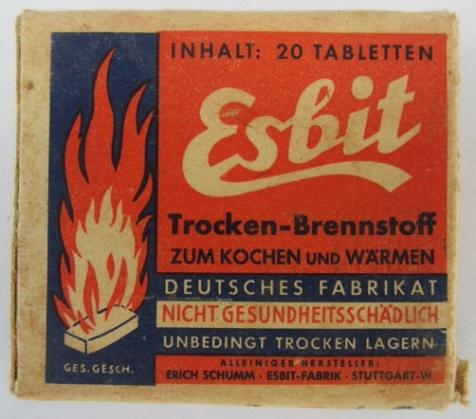 INHALT: 20 TABLETTEN
Esbit
Trocken-Brennstoff
ZUM KOCHEN UND WÄRMEN
DEUTSCHES FABRIKAT
NICHT GESUNDHEITSSCHÄDLICH
UNBEDINGT TROCKEN LAGERN
GES. GESCH.
ALLEINIGER HERSTELLER:
ERICH SCHUMM · ESBIT-FABRIK · STUTTGART-W